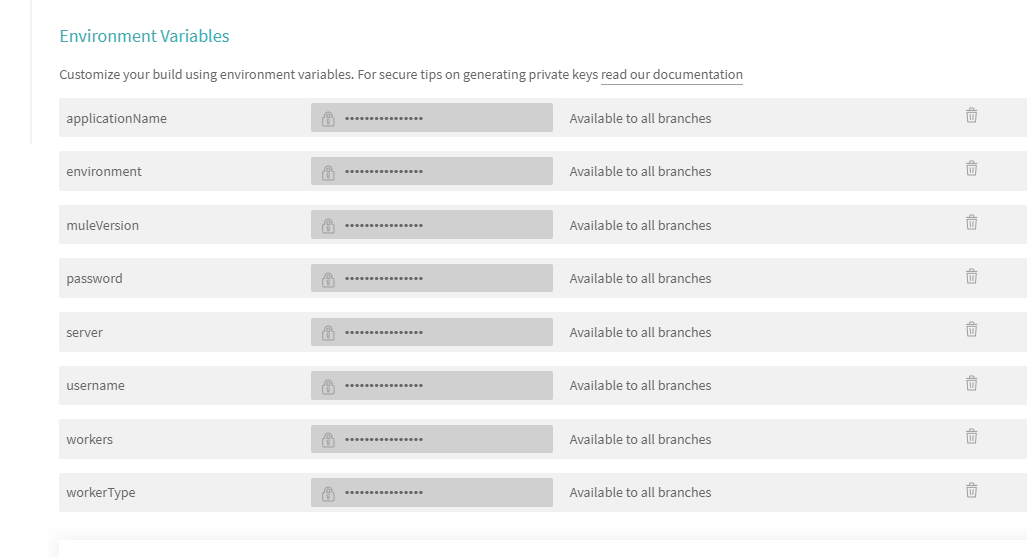 Environment Variables
Customize your build using environment variables. For secure tips on generating private keys read our documentation
applicationName •••••••••••••••• Available to all branches
environment •••••••••••••••• Available to all branches
muleVersion •••••••••••••••• Available to all branches
password •••••••••••••••• Available to all branches
server •••••••••••••••• Available to all branches
username •••••••••••••••• Available to all branches
workers •••••••••••••••• Available to all branches
workerType •••••••••••••••• Available to all branches